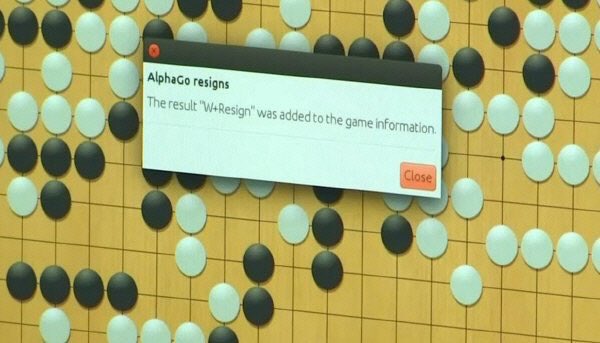 AlphaGo resigns
The result "W+Resign" was added to the game information.
Close